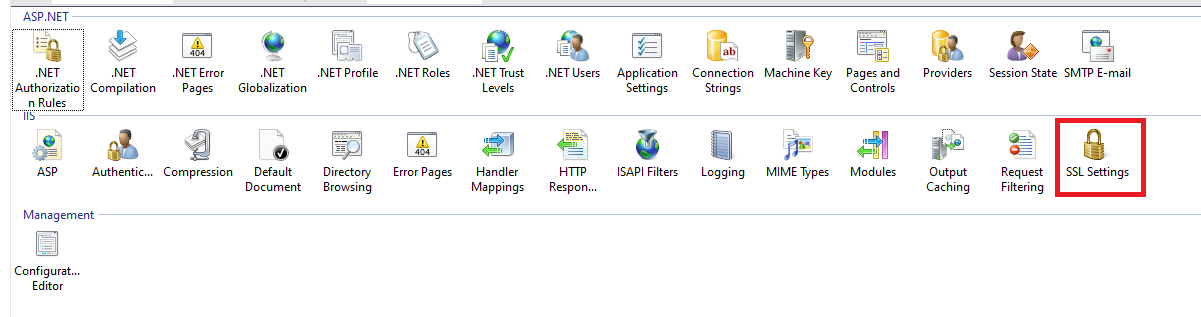 ASP.NET
.NET Authorizatio n Rules
.NET Compilation
404
.NET Error Pages
.NET Globalization
.NET Profile
.NET Roles
.NET Trust Levels
.NET Users
Application Settings
ab
Connection Strings
Machine Key
Pages and Controls
Providers
Session State
SMTP E-mail
IIS
ASP
Authentic...
Compression
Default Document
Directory Browsing
404
Error Pages
Handler Mappings
HTTP Respon...
ISAPI Filters
Logging
MIME Types
Modules
Output Caching
Request Filtering
SSL Settings
Management
Configurat... Editor